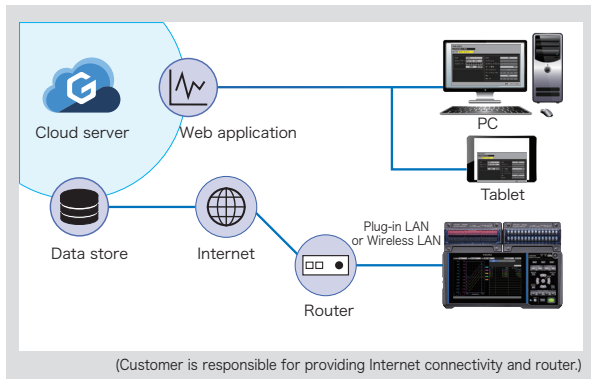 Cloud server
Web application
PC
Tablet
Data store
Internet
Plug-in LAN
or Wireless LAN
Router
(Customer is responsible for providing Internet connectivity and router.)